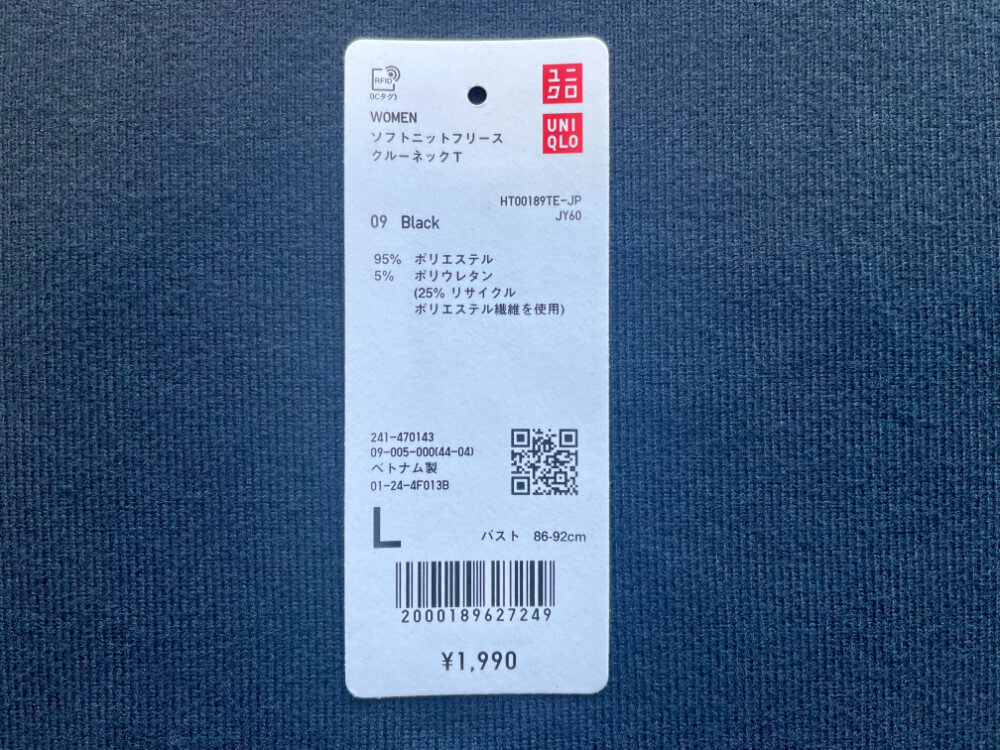 RFID
(ICタグ)
ユニ
クロ
UNI
QLO
WOMEN
ソフトニットフリース
クルーネックT
HT00189TE-JP
JY60
09 Black
95% ポリエステル
5% ポリウレタン
(25% リサイクル
ポリエステル繊維を使用)
241-470143
09-005-000(44-04)
ベトナム製
01-24-4F013B
L バスト 86-92cm
2000189627249
¥1,990